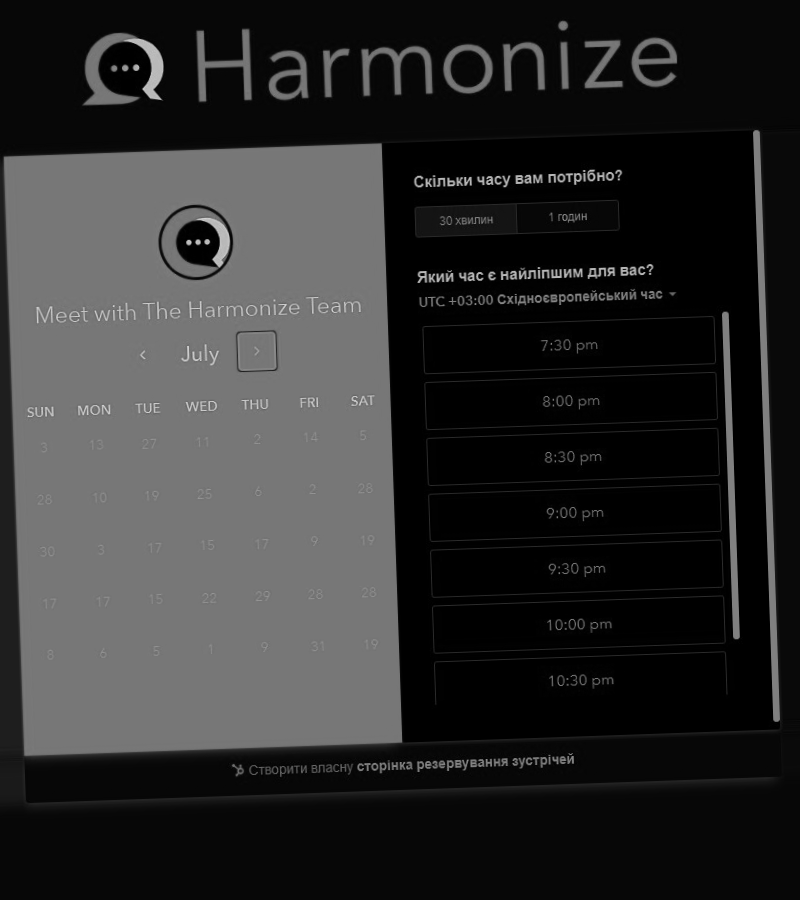 Harmonize
Meet with The Harmonize Team
July
SUN MON TUE WED THU FRI SAT
3 13 27 11 2 14 5
28 10 19 25 6 2 28
30 3 17 15 17 9 19
17 17 15 22 29 28 28
8 6 5 1 9 31 19
Скільки часу вам потрібно?
30 хвилин 1 годин
Який час є найліпшим для вас?
UTC +03:00 Східноєвропейський час
7:30 pm
8:00 pm
8:30 pm
9:00 pm
9:30 pm
10:00 pm
10:30 pm
Створити власну сторінка резервування зустрічей